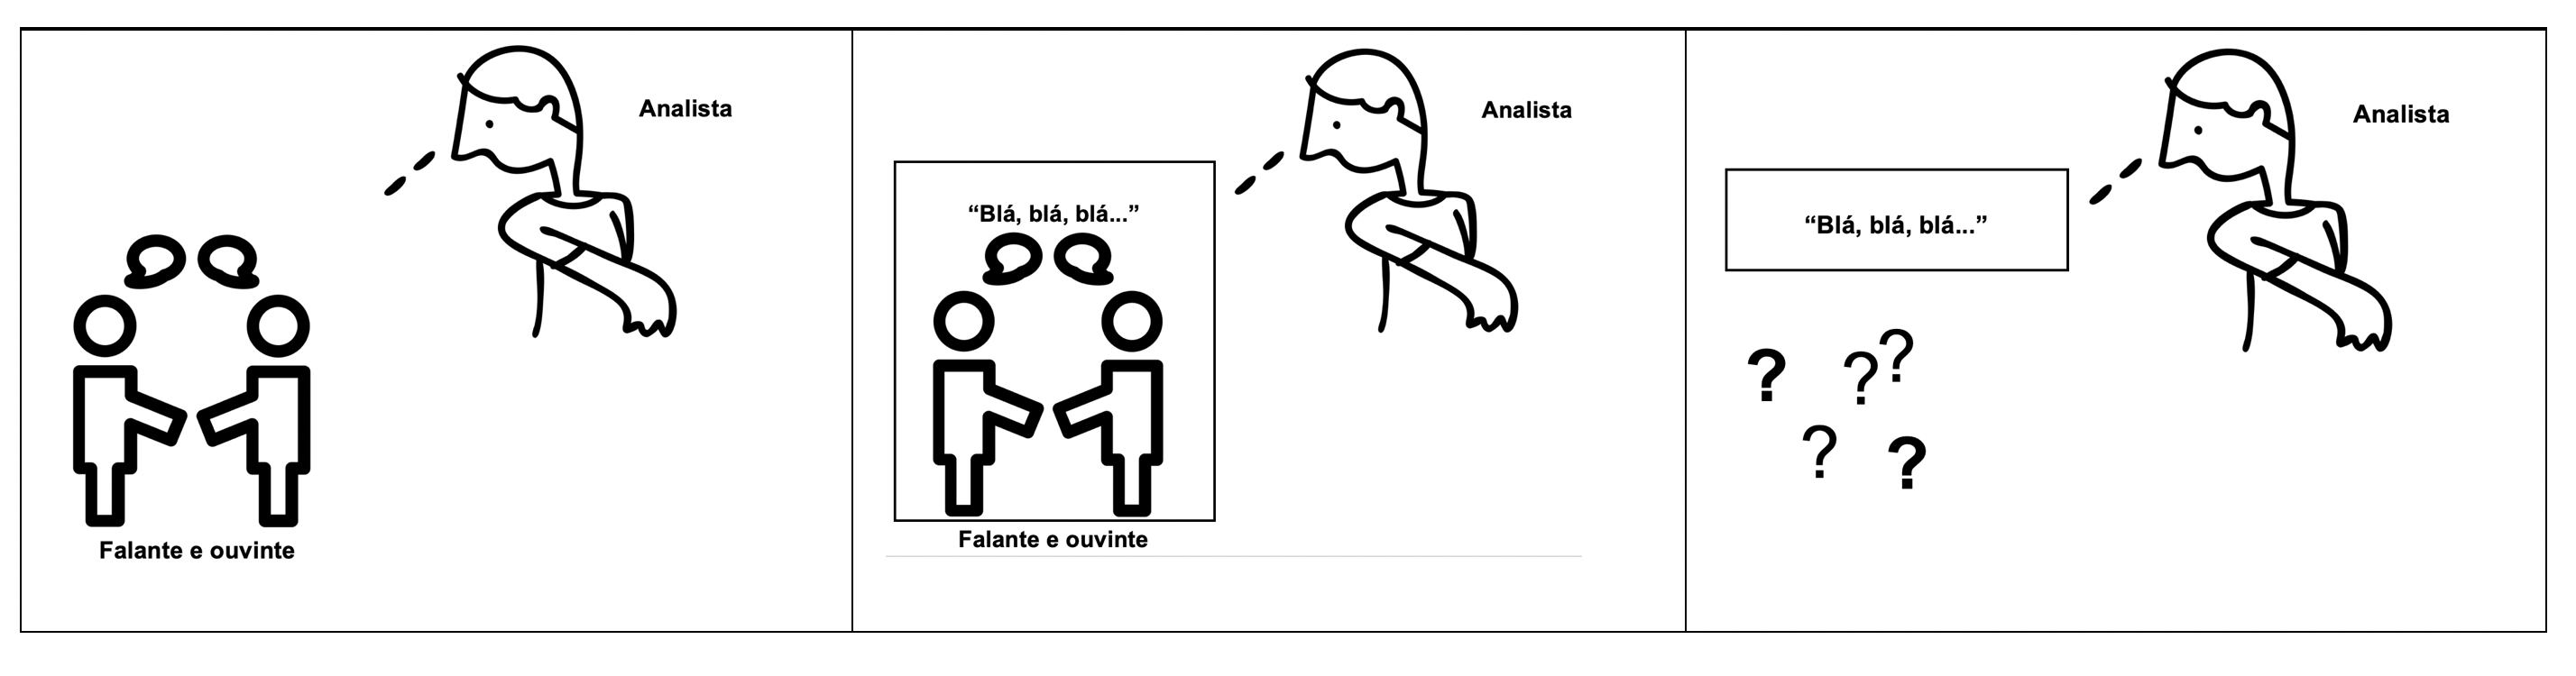 Analista
Falante e ouvinte
Analista
“Blá, blá, blá...”
Falante e ouvinte
Analista
“Blá, blá, blá...”
?
?
?
?
?